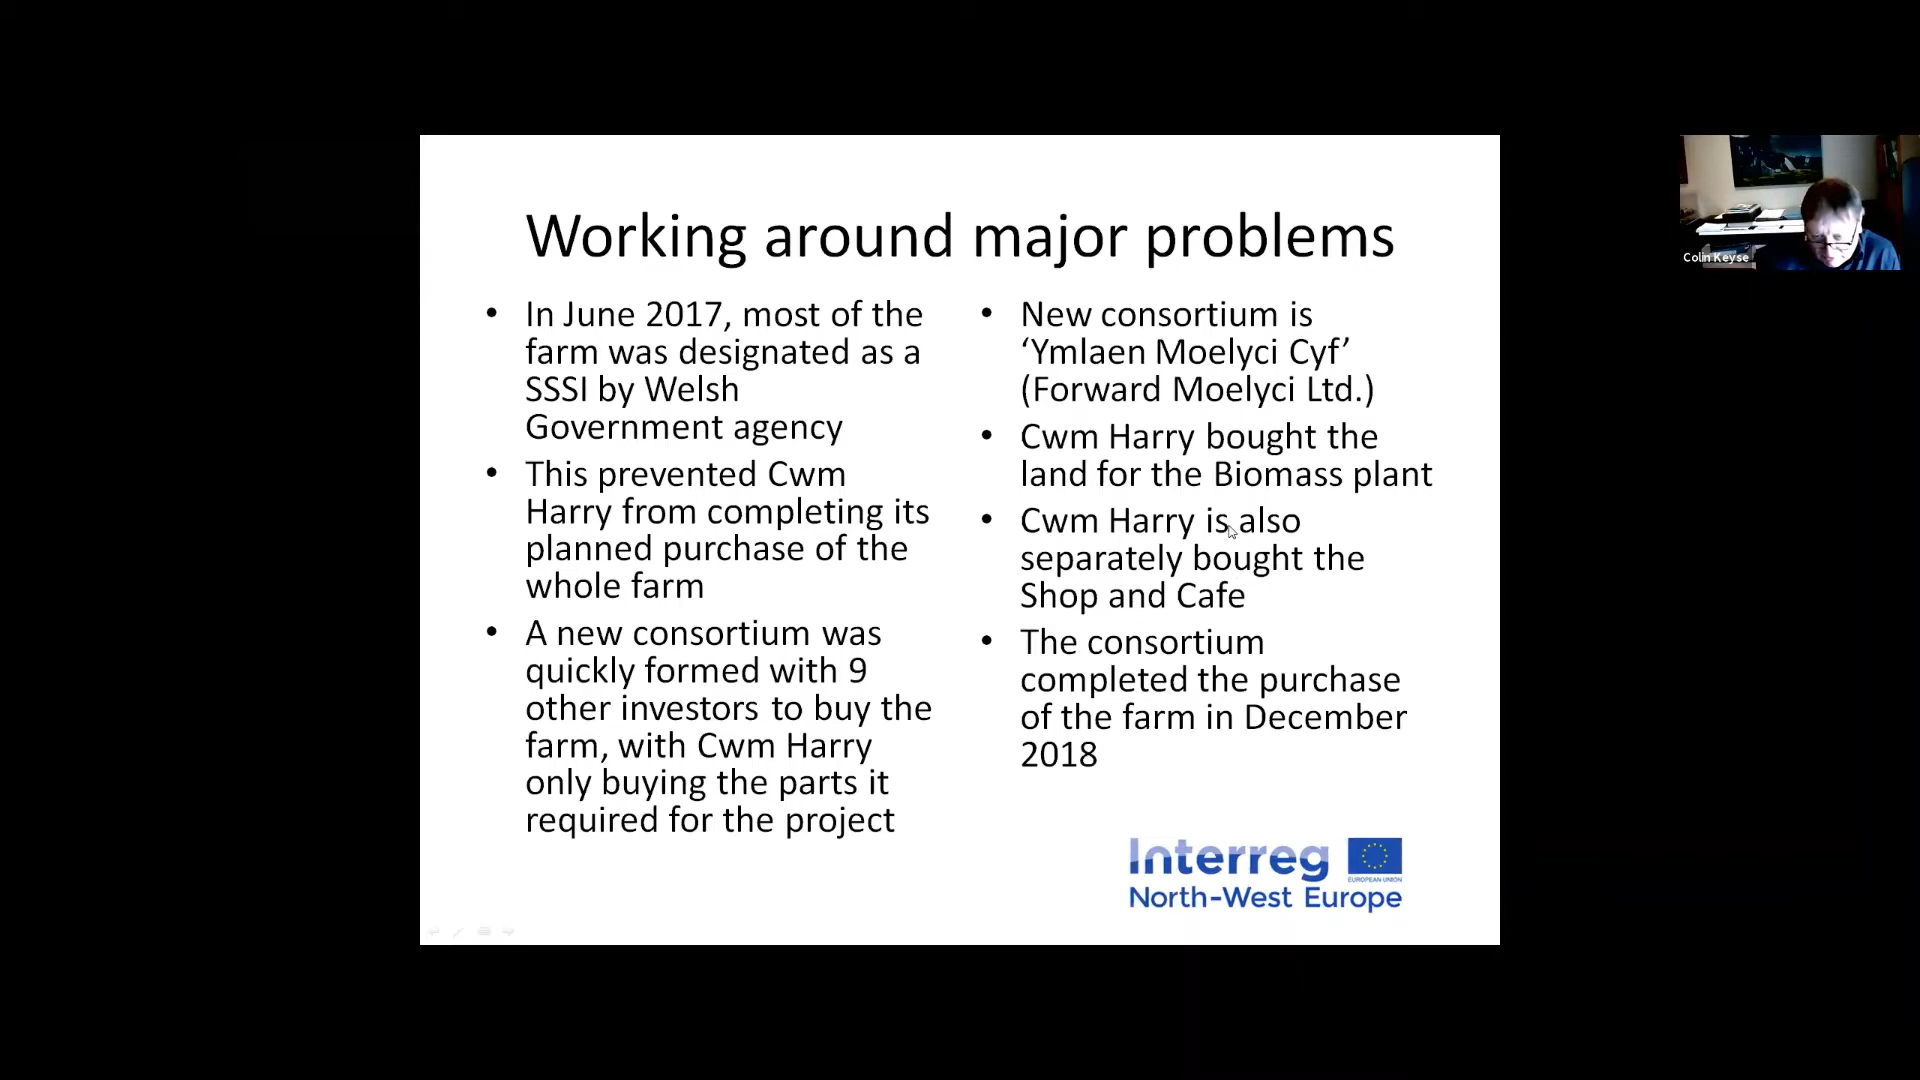 Working around major problems
• In June 2017, most of the
farm was designated as a
SSSI by Welsh
Government agency
• This prevented Cwm
Harry from completing its
planned purchase of the
whole farm
• A new consortium was
quickly formed with 9
other investors to buy the
farm, with Cwm Harry
only buying the parts it
required for the project
• New consortium is
‘Ymlaen Moelyci Cyf’
(Forward Moelyci Ltd.)
• Cwm Harry bought the
land for the Biomass plant
• Cwm Harry is also
separately bought the
Shop and Cafe
• The consortium
completed the purchase
of the farm in December
2018
Interreg
EUROPEAN UNION
North-West Europe
Colin Keyse